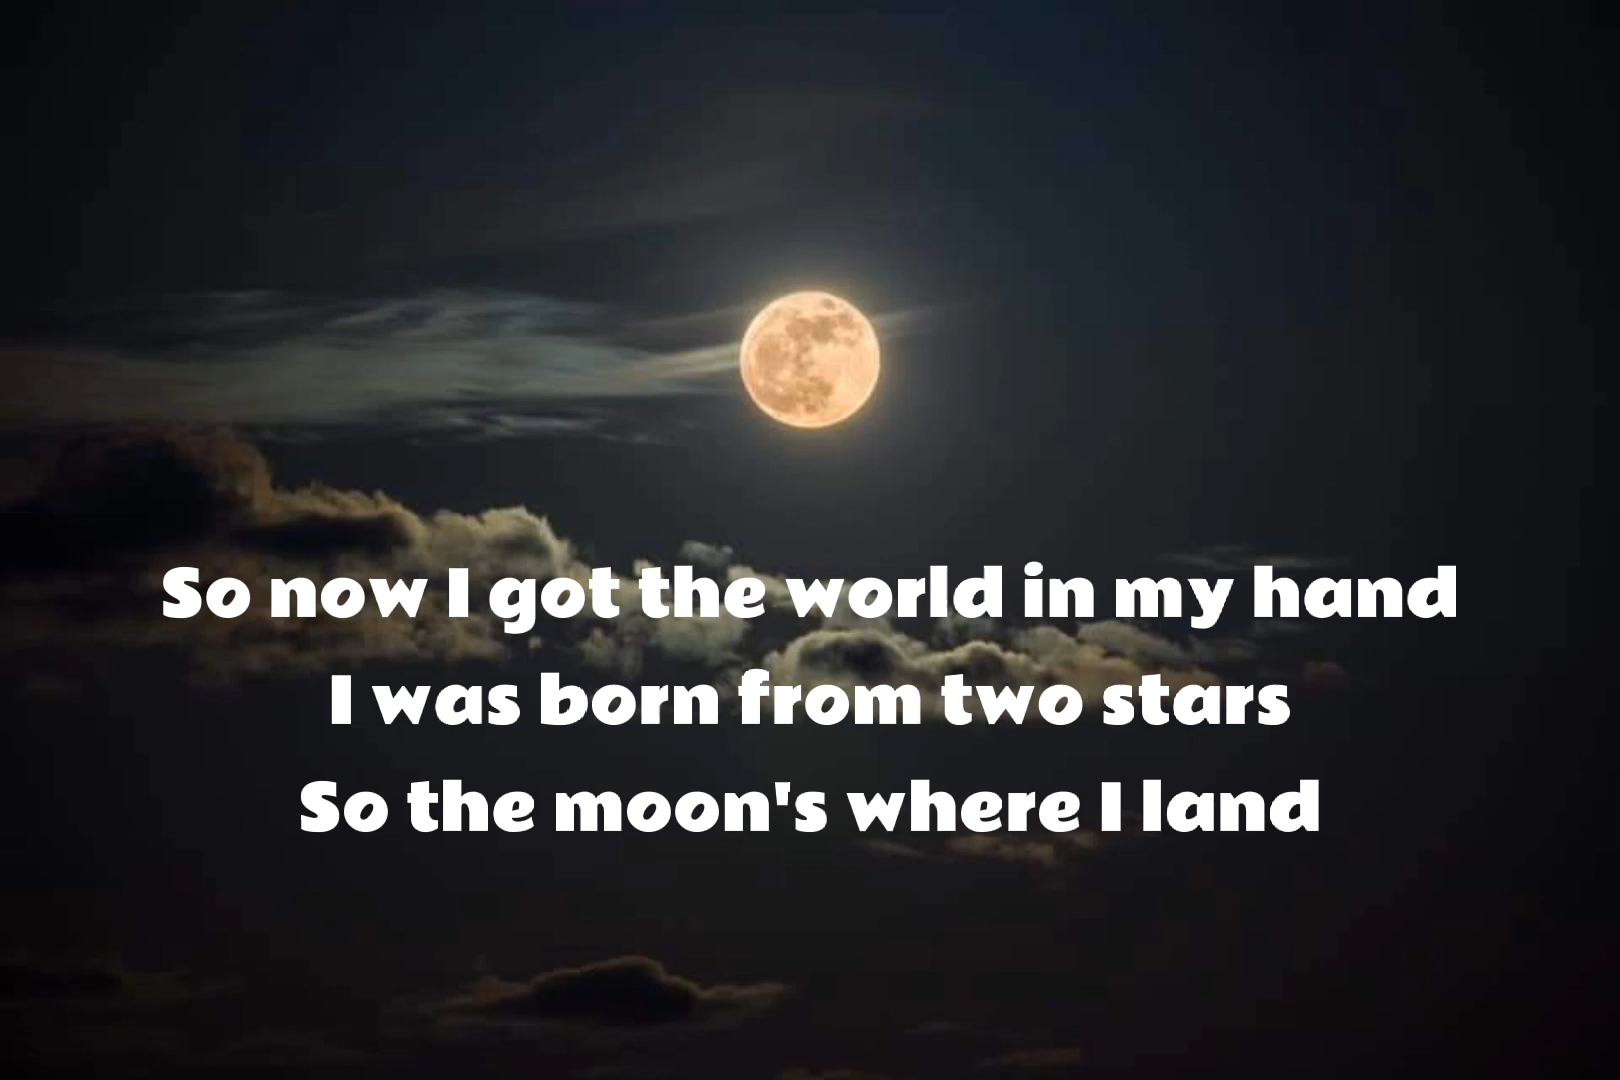 So now I got the world in my hand
I was born from two stars
So the moon's where I land